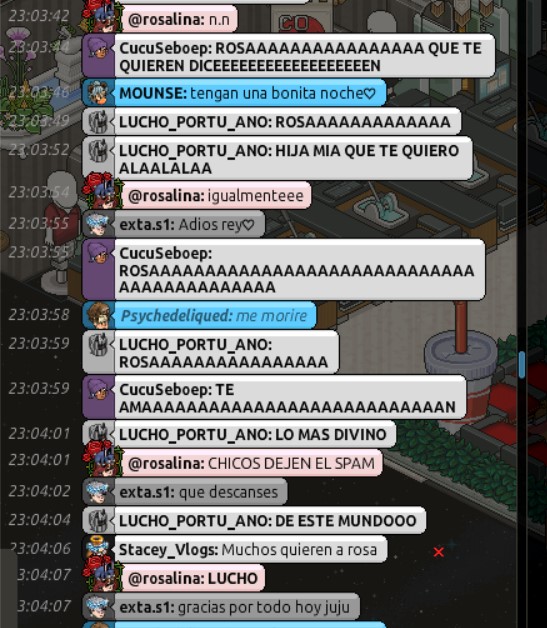 23:03:42 @rosalina: n.n
23:03:44 CucuSeboep: ROSAAAAAAAAAAAAAAAAA QUE TE
QUIEREN DICEEEEEEEEEEEEEEEEEEN
23:03:46 MOUNSE: tengan una bonita noche♡
23:03:49 LUCHO_PORTU_ANO: ROSAAAAAAAAAAAAA
23:03:52 LUCHO_PORTU_ANO: HIJA MIA QUE TE QUIERO
ALAALALAA
23:03:54 @rosalina: igualmenteee
23:03:55 exta.s1: Adios rey♡
23:03:55 CucuSeboep:
ROSAAAAAAAAAAAAAAAAAAAAAAAAAAAAA
AAAAAAAAAAAAAA
23:03:58 Psychedeliqued: me morire
23:03:59 LUCHO_PORTU_ANO:
ROSAAAAAAAAAAAAAAAA
23:03:59 CucuSeboep: TE
AMAAAAAAAAAAAAAAAAAAAAAAAAAAAN
23:04:01 LUCHO_PORTU_ANO: LO MAS DIVINO
23:04:01 @rosalina: CHICOS DEJEN EL SPAM
23:04:02 exta.s1: que descanses
23:04:04 LUCHO_PORTU_ANO: DE ESTE MUNDOOO
23:04:06 Stacey_Vlogs: Muchos quieren a rosa
3:04:07 @rosalina: LUCHO
3:04:07 exta.s1: gracias por todo hoy juju